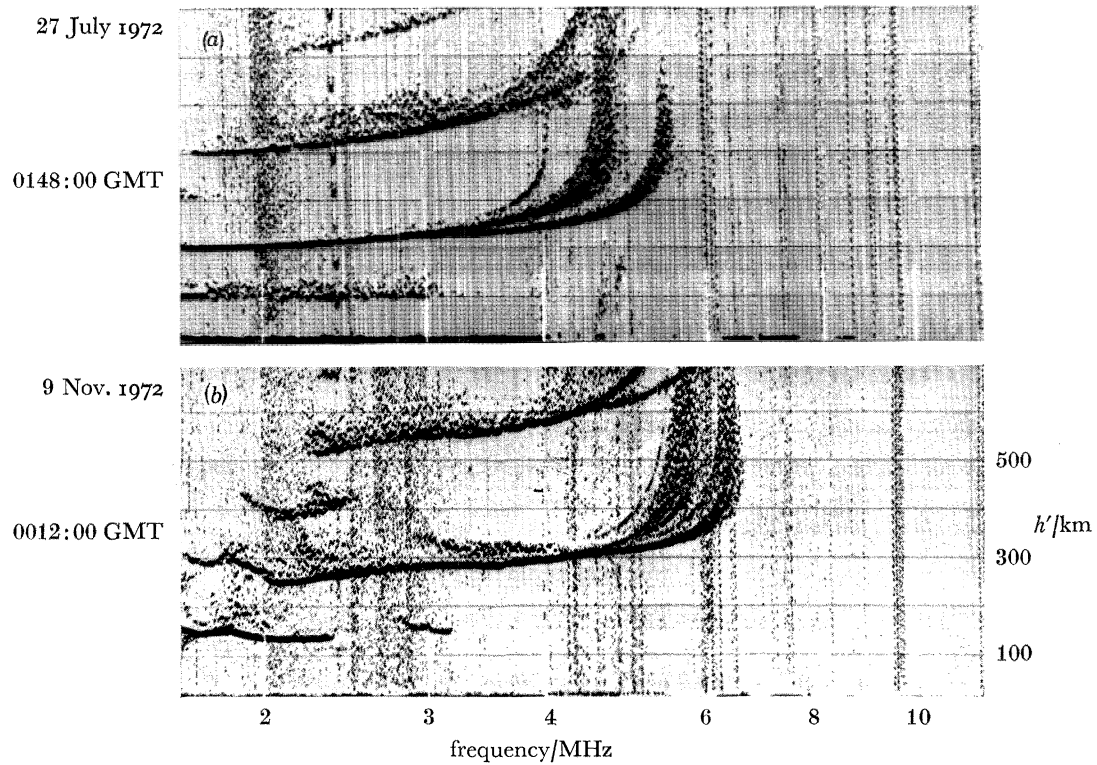 27 July 1972
(a)
0148:00 GMT
9 Nov. 1972
(b)
500
h'/km
0012:00 GMT
300
100
2 3 4 6 8 10
frequency/MHz